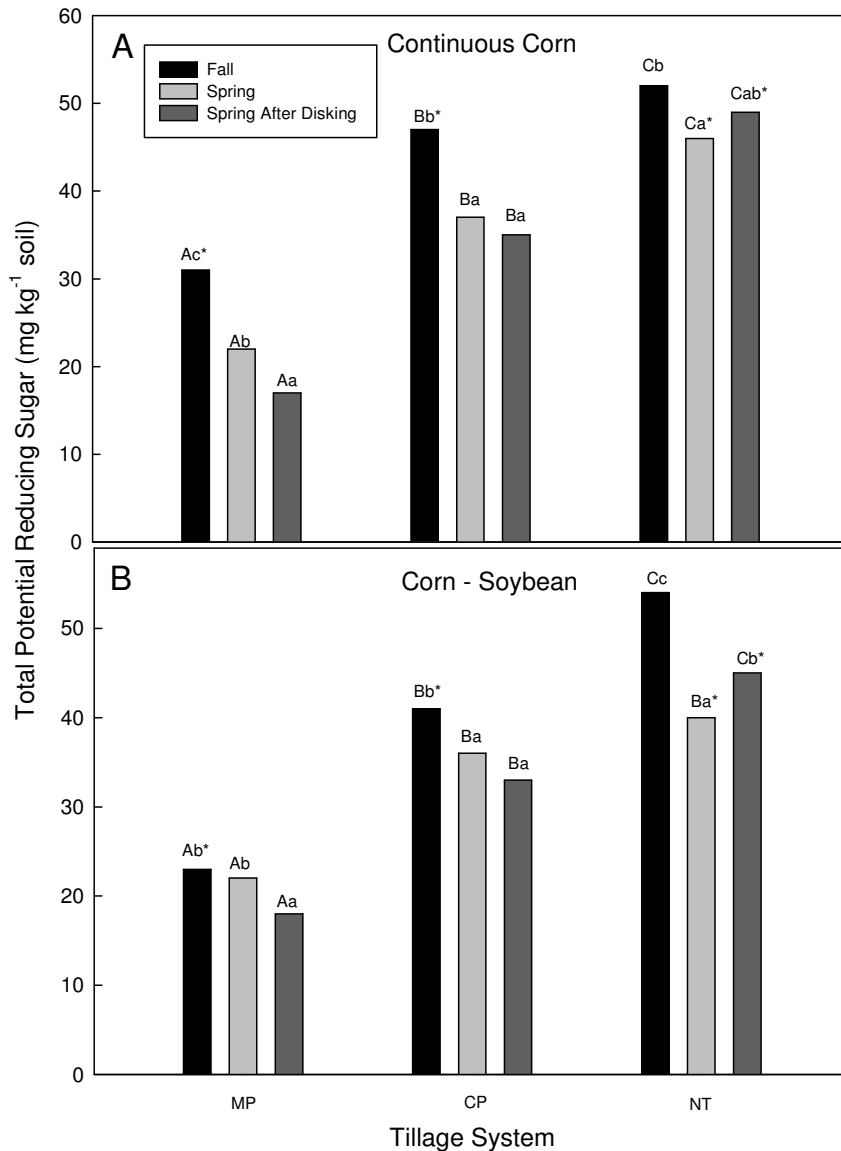 Total Potential Reducing Sugar (mg kg⁻¹ soil)
60
50
40
30
20
10
0
A
Continuous Corn
Fall
Spring
Spring After Disking
Ac*
Ab
Aa
Bb*
Ba
Ba
Cb
Ca*
Cab*
B
Corn - Soybean
50
40
30
20
10
0
Ab*
Ab
Aa
Bb*
Ba
Ba
Cc
Ba*
Cb*
MP
CP
NT
Tillage System